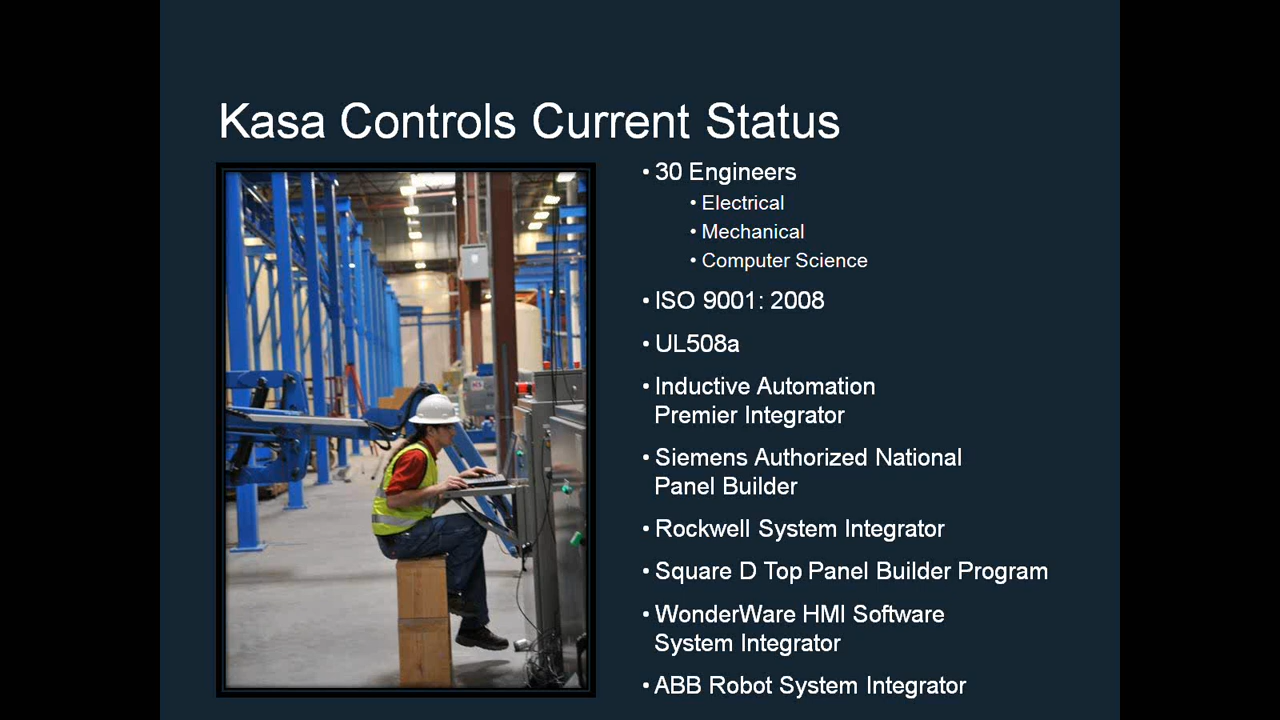 Kasa Controls Current Status
• 30 Engineers
• Electrical
• Mechanical
• Computer Science
• ISO 9001: 2008
• UL508a
• Inductive Automation
Premier Integrator
• Siemens Authorized National
Panel Builder
• Rockwell System Integrator
• Square D Top Panel Builder Program
• WonderWare HMI Software
System Integrator
• ABB Robot System Integrator